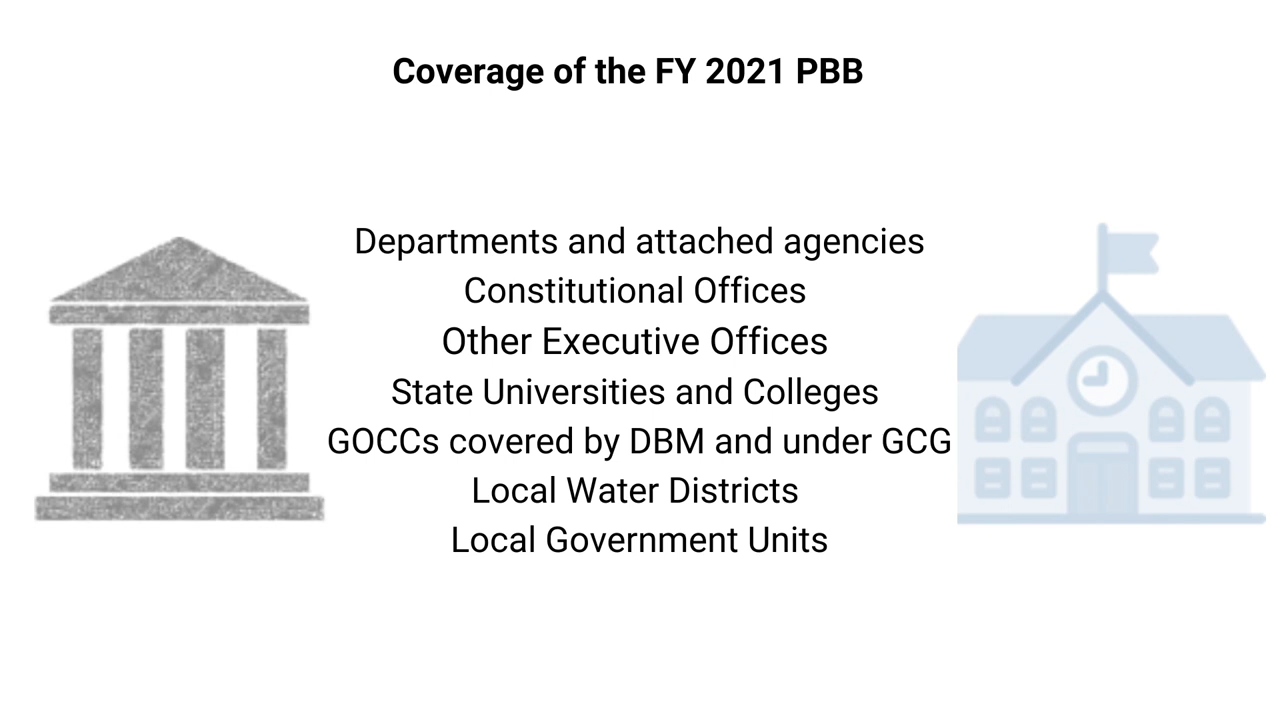 Coverage of the FY 2021 PBB
Departments and attached agencies
Constitutional Offices
Other Executive Offices
State Universities and Colleges
GOCCs covered by DBM and under GCG
Local Water Districts
Local Government Units